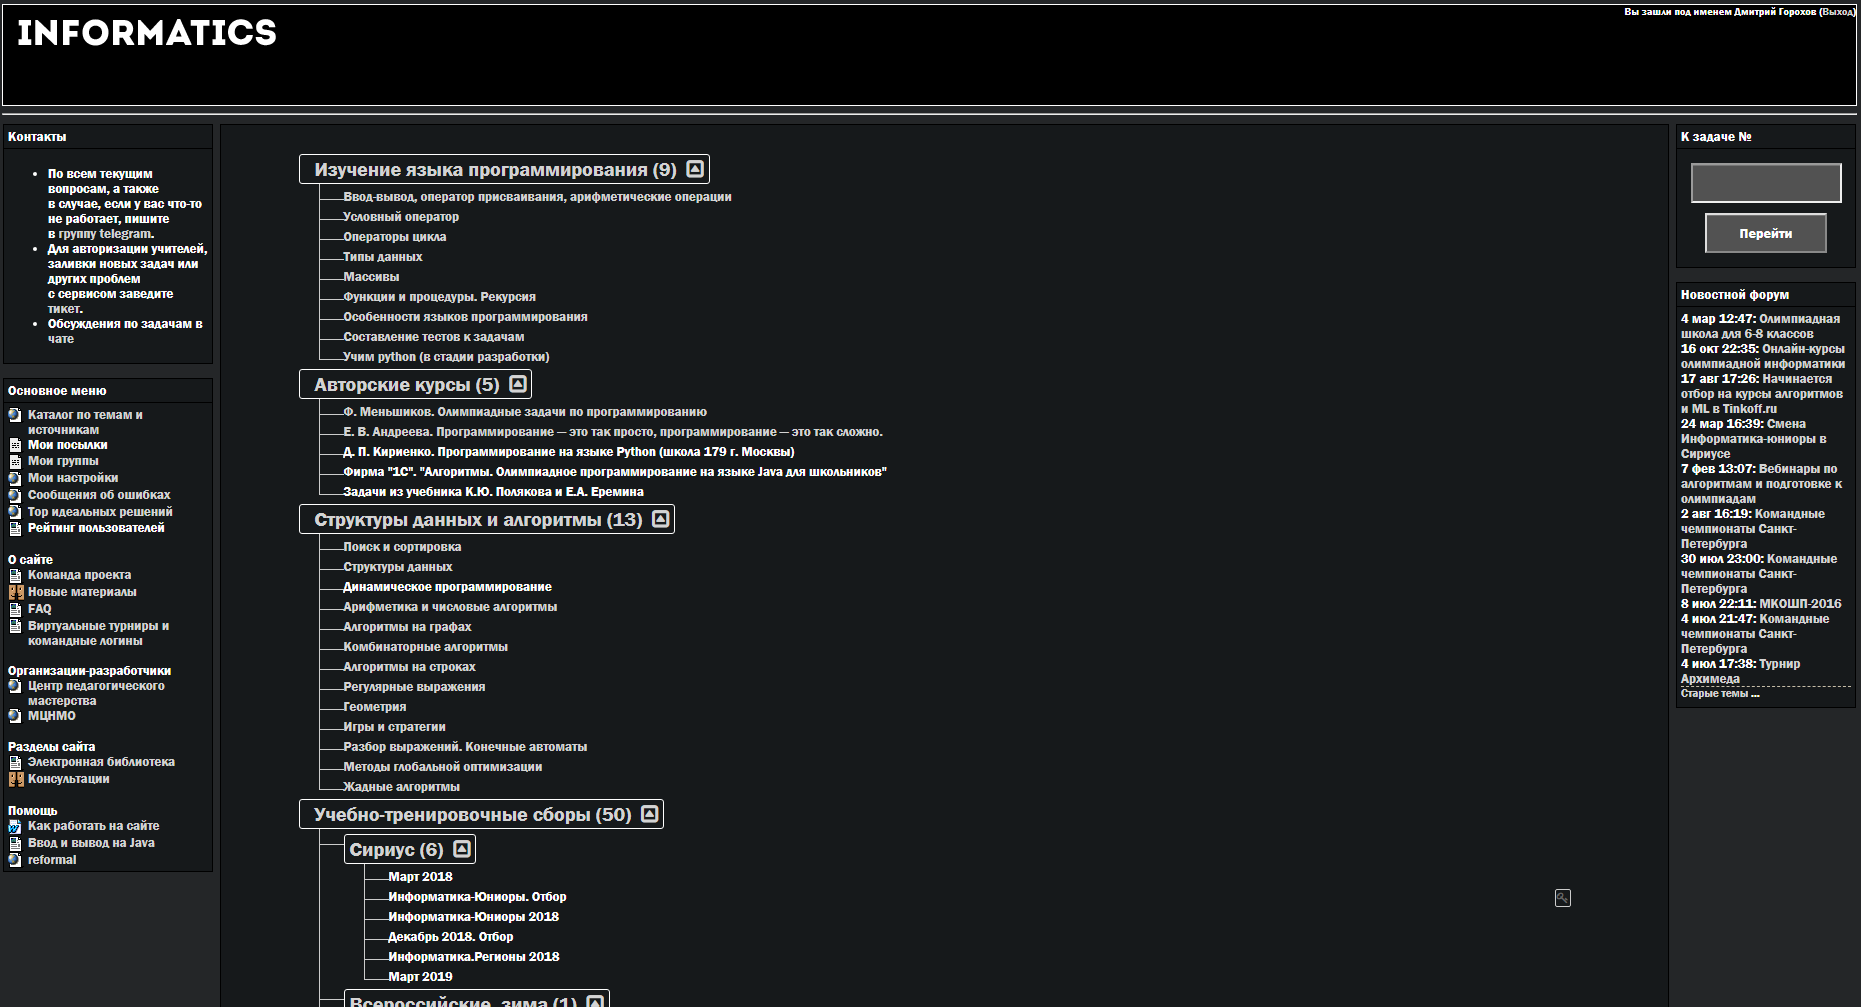 INFORMATICS
Вы зашли под именем Дмитрий Горохов (Выход)
Контакты
По всем текущим
вопросам, а также
в случае, если у вас что-то
не работает, пишите
в группу telegram.
Для авторизации учителей,
заливки новых задач или
других проблем
с сервисом заведите
тикет.
Обсуждения по задачам в
чате
Основное меню
Каталог по темам и
источникам
Мои посылки
Мои группы
Мои настройки
Сообщения об ошибках
Top идеальных решений
Рейтинг пользователей
О сайте
Команда проекта
Новые материалы
FAQ
Виртуальные турниры и
командные логины
Организации-разработчики
Центр педагогического
мастерства
МЦНМО
Разделы сайта
Электронная библиотека
Консультации
Помощь
Как работать на сайте
Ввод и вывод на Java
reformal
Изучение языка программирования (9)
Ввод-вывод, оператор присваивания, арифметические операции
Условный оператор
Операторы цикла
Типы данных
Массивы
Функции и процедуры. Рекурсия
Особенности языков программирования
Составление тестов к задачам
Учим python (в стадии разработки)
Авторские курсы (5)
Ф. Меньшиков. Олимпиадные задачи по программированию
Е. В. Андреева. Программирование — это так просто, программирование — это так сложно.
Д. П. Кириенко. Программирование на языке Python (школа 179 г. Москвы)
Фирма "1С". "Алгоритмы. Олимпиадное программирование на языке Java для школьников"
Задачи из учебника К.Ю. Полякова и Е.А. Еремина
Структуры данных и алгоритмы (13)
Поиск и сортировка
Структуры данных
Динамическое программирование
Арифметика и числовые алгоритмы
Алгоритмы на графах
Комбинаторные алгоритмы
Алгоритмы на строках
Регулярные выражения
Геометрия
Игры и стратегии
Разбор выражений. Конечные автоматы
Методы глобальной оптимизации
Жадные алгоритмы
Учебно-тренировочные сборы (50)
Сириус (6)
Март 2018
Информатика-Юниоры. Отбор
Информатика-Юниоры 2018
Декабрь 2018. Отбор
Информатика.Регионы 2018
Март 2019
Всероссийские, зима (1)
К задаче №
Перейти
Новостной форум
4 мар 12:47: Олимпиадная
школа для 6-8 классов
16 окт 22:35: Онлайн-курсы
олимпиадной информатики
17 авг 17:26: Начинается
отбор на курсы алгоритмов
и ML в Tinkoff.ru
24 мар 16:39: Смена
Информатика-юниоры в
Сириусе
7 фев 13:07: Вебинары по
алгоритмам и подготовке к
олимпиадам
2 авг 16:19: Командные
чемпионаты Санкт-
Петербурга
30 июл 23:00: Командные
чемпионаты Санкт-
Петербурга
8 июл 22:11: МКОШП-2016
4 июл 21:47: Командные
чемпионаты Санкт-
Петербурга
4 июл 17:38: Турнир
Архимеда
Старые темы ...